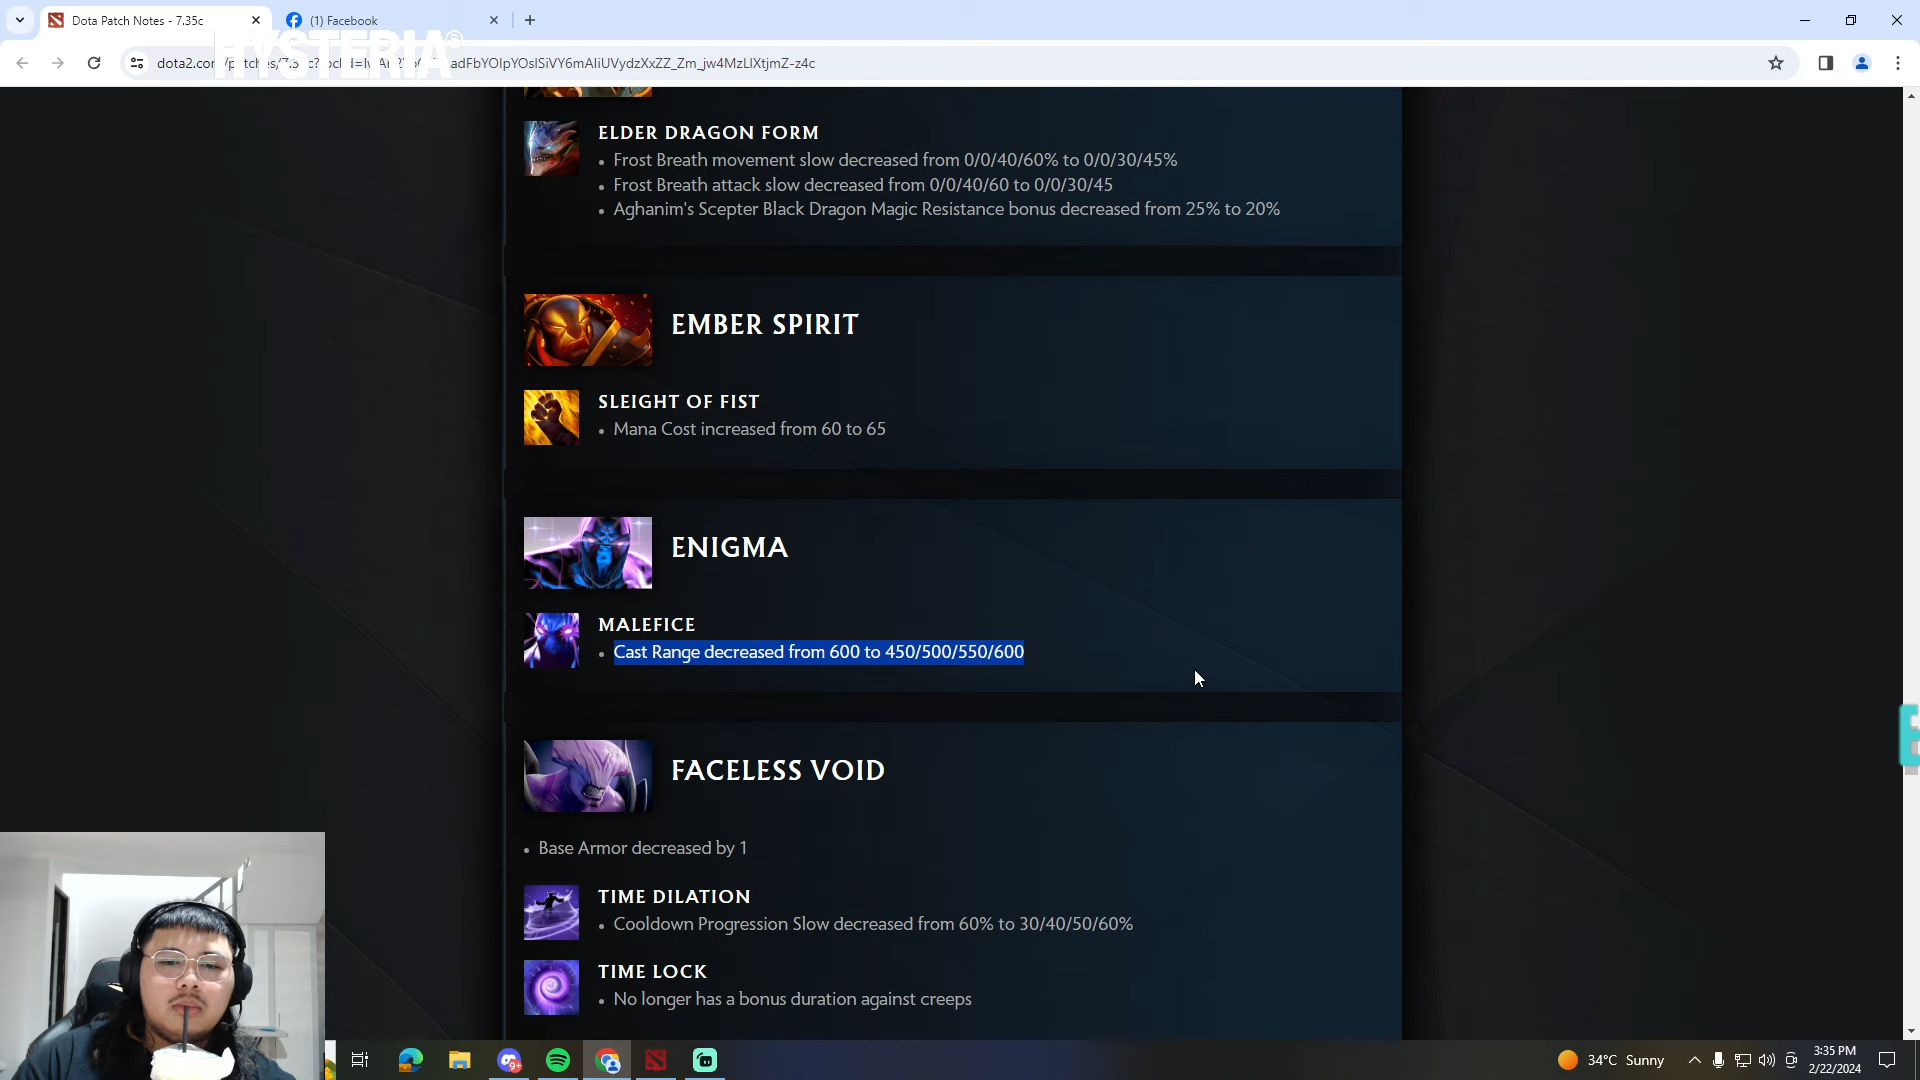 Dota Patch Notes - 7.35c
(1) Facebook
HYSTERIA®
ELDER DRAGON FORM
• Frost Breath movement slow decreased from 0/0/40/60% to 0/0/30/45%
• Frost Breath attack slow decreased from 0/0/40/60 to 0/0/30/45
• Aghanim's Scepter Black Dragon Magic Resistance bonus decreased from 25% to 20%
EMBER SPIRIT
SLEIGHT OF FIST
• Mana Cost increased from 60 to 65
ENIGMA
MALEFICE
• Cast Range decreased from 600 to 450/500/550/600
FACELESS VOID
• Base Armor decreased by 1
TIME DILATION
• Cooldown Progression Slow decreased from 60% to 30/40/50/60%
TIME LOCK
• No longer has a bonus duration against creeps
9+
34°C Sunny
3:35 PM
2/22/2024